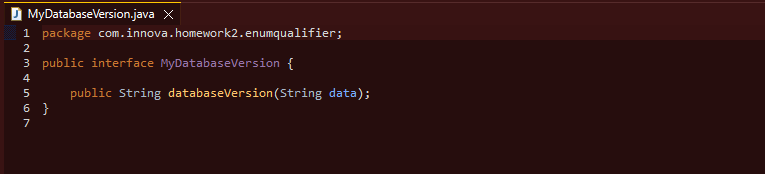 MyDatabaseVersion.java
1 package com.innova.homework2.enumqualifier;
2
3 public interface MyDatabaseVersion {
4
5     public String databaseVersion(String data);
6 }
7